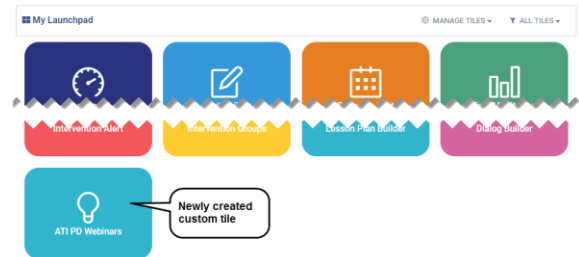 My Launchpad
MANAGE TILES
ALL TILES
Intervention Alert
Intervention Groups
Lesson Plan Builder
Dialog Builder
ATI PD Webinars
Newly created
custom tile